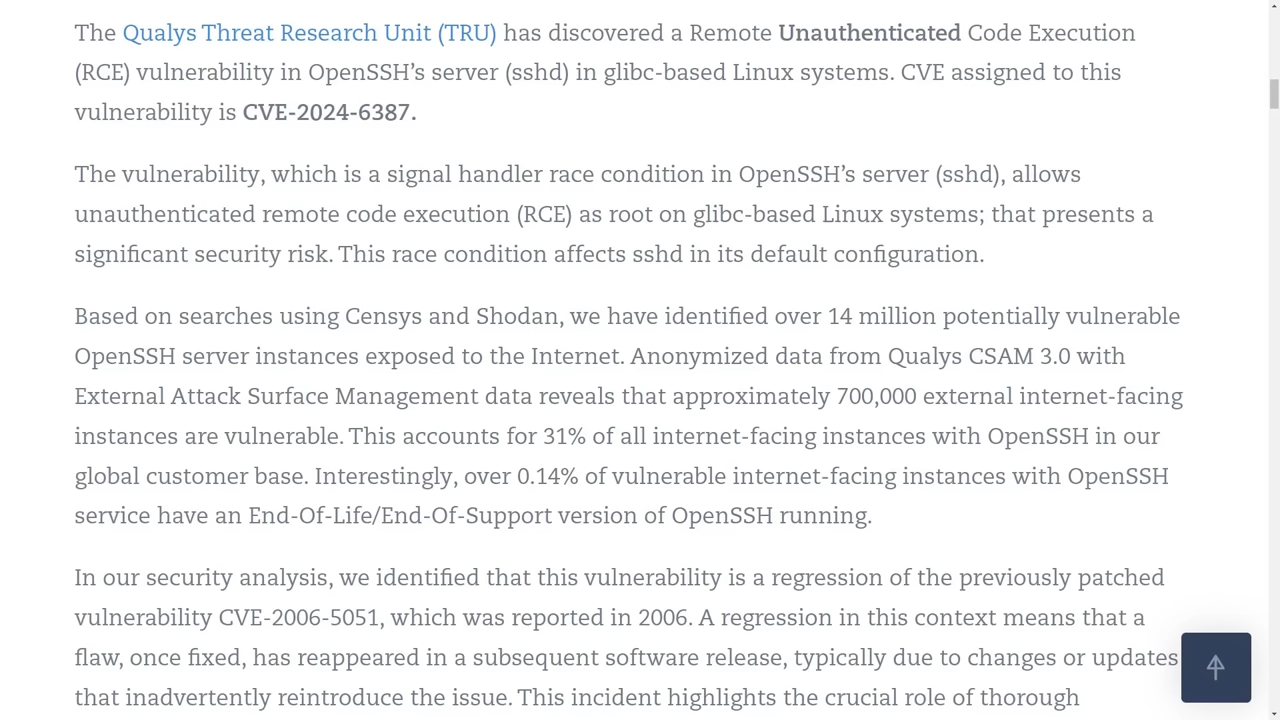 The Qualys Threat Research Unit (TRU) has discovered a Remote Unauthenticated Code Execution
(RCE) vulnerability in OpenSSH’s server (sshd) in glibc-based Linux systems. CVE assigned to this
vulnerability is CVE-2024-6387.
The vulnerability, which is a signal handler race condition in OpenSSH’s server (sshd), allows
unauthenticated remote code execution (RCE) as root on glibc-based Linux systems; that presents a
significant security risk. This race condition affects sshd in its default configuration.
Based on searches using Censys and Shodan, we have identified over 14 million potentially vulnerable
OpenSSH server instances exposed to the Internet. Anonymized data from Qualys CSAM 3.0 with
External Attack Surface Management data reveals that approximately 700,000 external internet-facing
instances are vulnerable. This accounts for 31% of all internet-facing instances with OpenSSH in our
global customer base. Interestingly, over 0.14% of vulnerable internet-facing instances with OpenSSH
service have an End-Of-Life/End-Of-Support version of OpenSSH running.
In our security analysis, we identified that this vulnerability is a regression of the previously patched
vulnerability CVE-2006-5051, which was reported in 2006. A regression in this context means that a
flaw, once fixed, has reappeared in a subsequent software release, typically due to changes or updates
that inadvertently reintroduce the issue. This incident highlights the crucial role of thorough